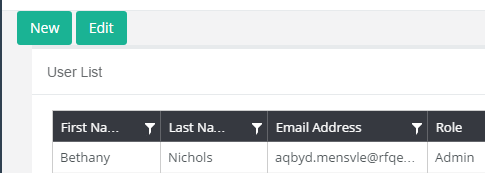 New Edit
User List
First Na... Last Na... Email Address Role
Bethany Nichols aqbyd.mensvle@rfqe... Admin